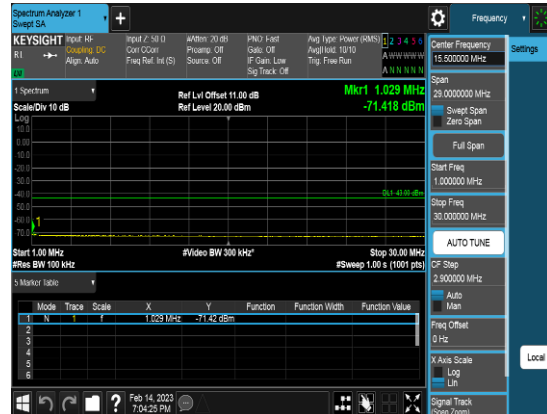 Spectrum Analyzer 1
Swept SA
+
Frequency
KEYSIGHT
R1
LXI
Input: RF
Coupling: DC
Align: Auto
Input Z: 50 Ω
Corr CCorr
Freq Ref: Int (S)
#Atten: 20 dB
Preamp: Off
Source: Off
PNO: Fast
Gate: Off
IF Gain: Low
Sig Track: Off
Avg Type: Power (RMS)
Avg|Hold: 10/10
Trig: Free Run
1 2 3 4 5 6
A W W W W W
A N N N N N
1 Spectrum
Scale/Div 10 dB
Ref Lvl Offset 11.00 dB
Ref Level 20.00 dBm
Mkr1 1.029 MHz
-71.418 dBm
Log
10.0
0.00
-10.0
-20.0
-30.0
-40.0
-50.0
-60.0
-70.0
DL1 -43.00 dBm
1
Start 1.00 MHz
#Res BW 100 kHz
#Video BW 300 kHz*
Stop 30.00 MHz
#Sweep 1.00 s (1001 pts)
5 Marker Table
Mode Trace Scale X Y Function Function Width Function Value
1 N 1 f 1.029 MHz -71.42 dBm
2
3
4
5
6
Feb 14, 2023
7:04:25 PM
?
Center Frequency
15.500000 MHz
Settings
Span
29.0000000 MHz
Swept Span
Zero Span
Full Span
Start Freq
1.000000 MHz
Stop Freq
30.000000 MHz
AUTO TUNE
CF Step
2.900000 MHz
Auto
Man
Freq Offset
0 Hz
X Axis Scale
Log
Lin
Local
Signal Track
(Span Zoom)